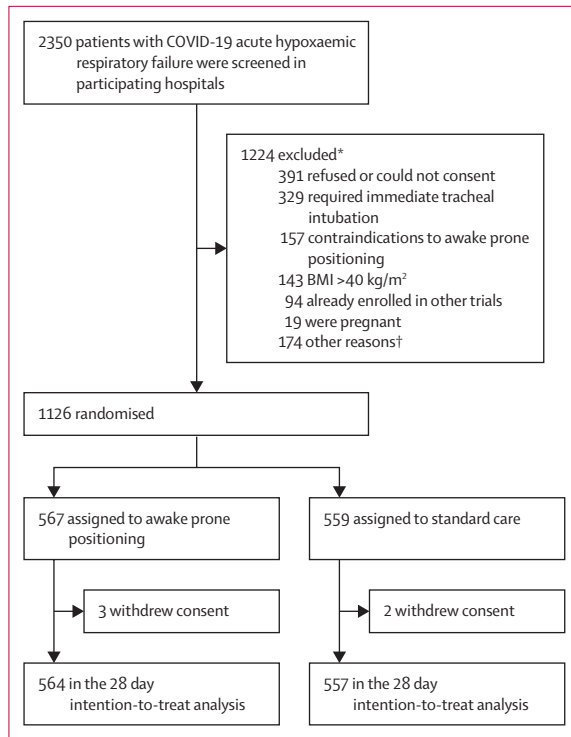 2350 patients with COVID-19 acute hypoxaemic
respiratory failure were screened in
participating hospitals
1224 excluded*
391 refused or could not consent
329 required immediate tracheal
intubation
157 contraindications to awake prone
positioning
143 BMI >40 kg/m²
94 already enrolled in other trials
19 were pregnant
174 other reasons†
1126 randomised
567 assigned to awake prone
positioning
559 assigned to standard care
3 withdrew consent
2 withdrew consent
564 in the 28 day
intention-to-treat analysis
557 in the 28 day
intention-to-treat analysis